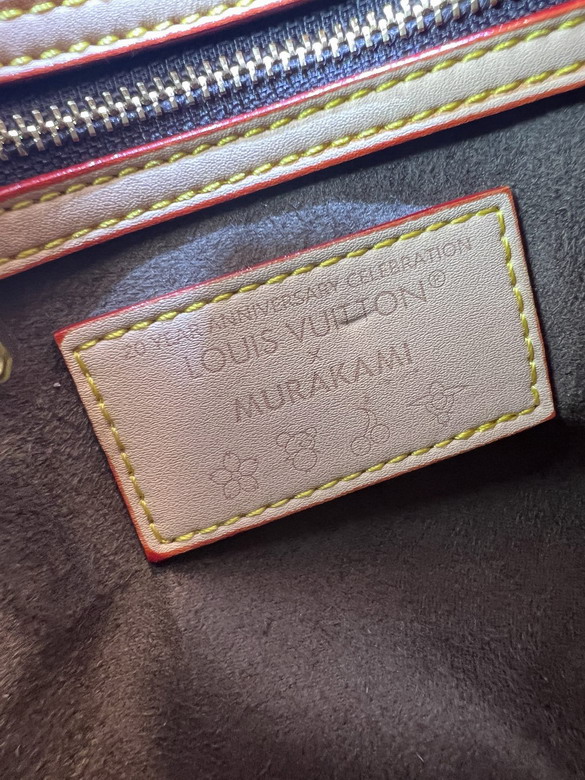 20 YEAR ANNIVERSARY CELEBRATION
LOUIS VUITTON®
×
MURAKAMI